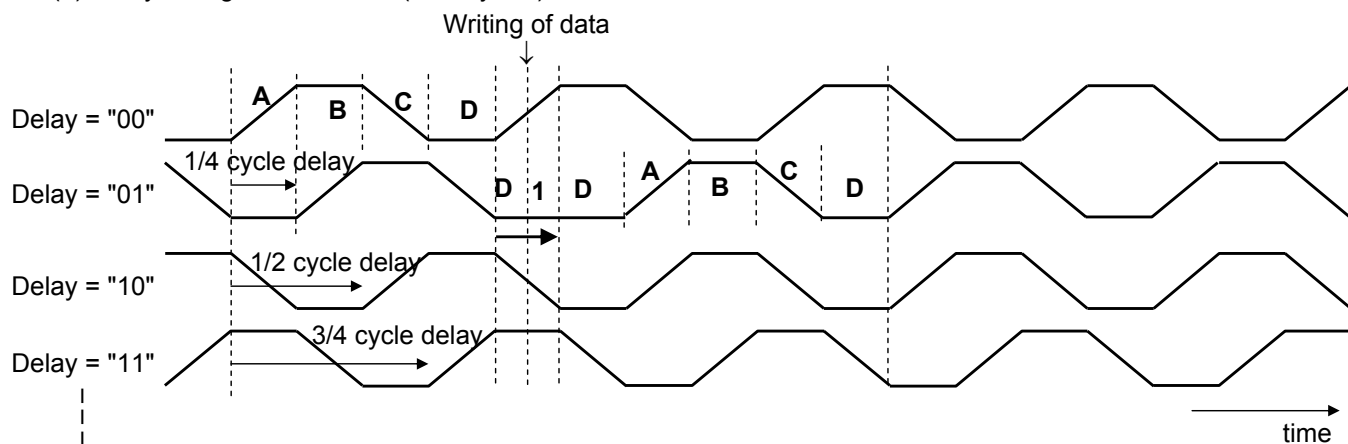 Writing of data
↓
A B C D
Delay = "00"
1/4 cycle delay
D 1 D A B C D
Delay = "01"
1/2 cycle delay
Delay = "10"
3/4 cycle delay
Delay = "11"
time